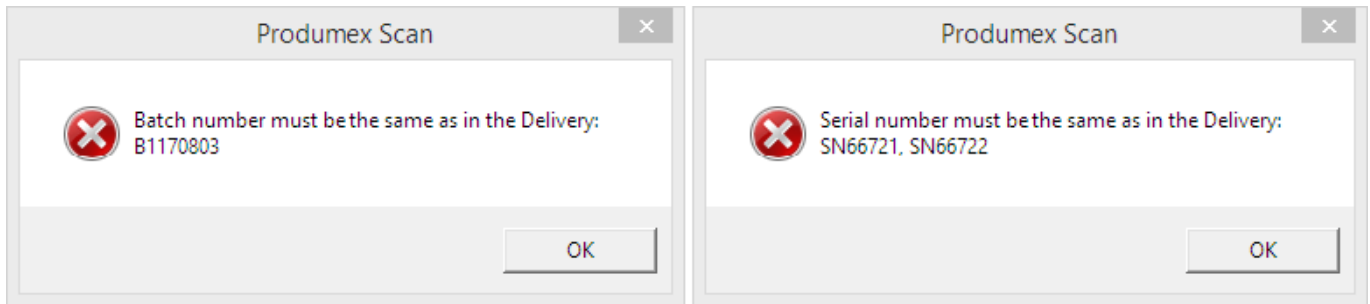 Produmex Scan
Batch number must be the same as in the Delivery:
B1170803
OK
Produmex Scan
Serial number must be the same as in the Delivery:
SN66721, SN66722
OK